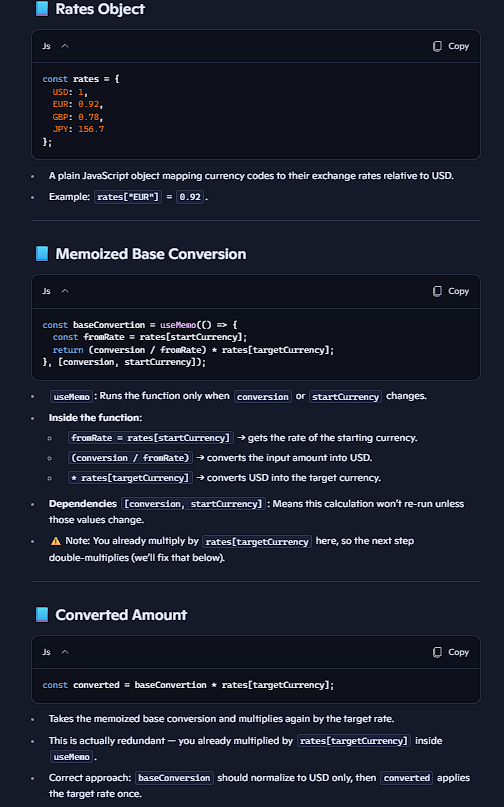 Rates Object
Js
Copy
const rates = {
USD: 1,
EUR: 0.92,
GBP: 0.78,
JPY: 156.7
};
A plain JavaScript object mapping currency codes to their exchange rates relative to USD.
Example: rates["EUR"] = 0.92.
Memoized Base Conversion
Js
Copy
const baseConvertion = useMemo(() => {
const fromRate = rates[startCurrency];
return (conversion / fromRate) * rates[targetCurrency];
}, [conversion, startCurrency]);
useMemo: Runs the function only when conversion or startCurrency changes.
Inside the function:
fromRate = rates[startCurrency] → gets the rate of the starting currency.
(conversion / fromRate) → converts the input amount into USD.
* rates[targetCurrency] → converts USD into the target currency.
Dependencies [conversion, startCurrency]: Means this calculation won't re-run unless
those values change.
⚠️ Note: You already multiply by rates[targetCurrency here, so the next step
double-multiplies (we'll fix that below).
Converted Amount
Js
Copy
const converted = baseConvertion * rates[targetCurrency];
Takes the memoized base conversion and multiplies again by the target rate.
This is actually redundant — you already multiplied by rates[targetCurrency] inside
useMemo.
Correct approach: baseConversion should normalize to USD only, then converted applies
the target rate once.